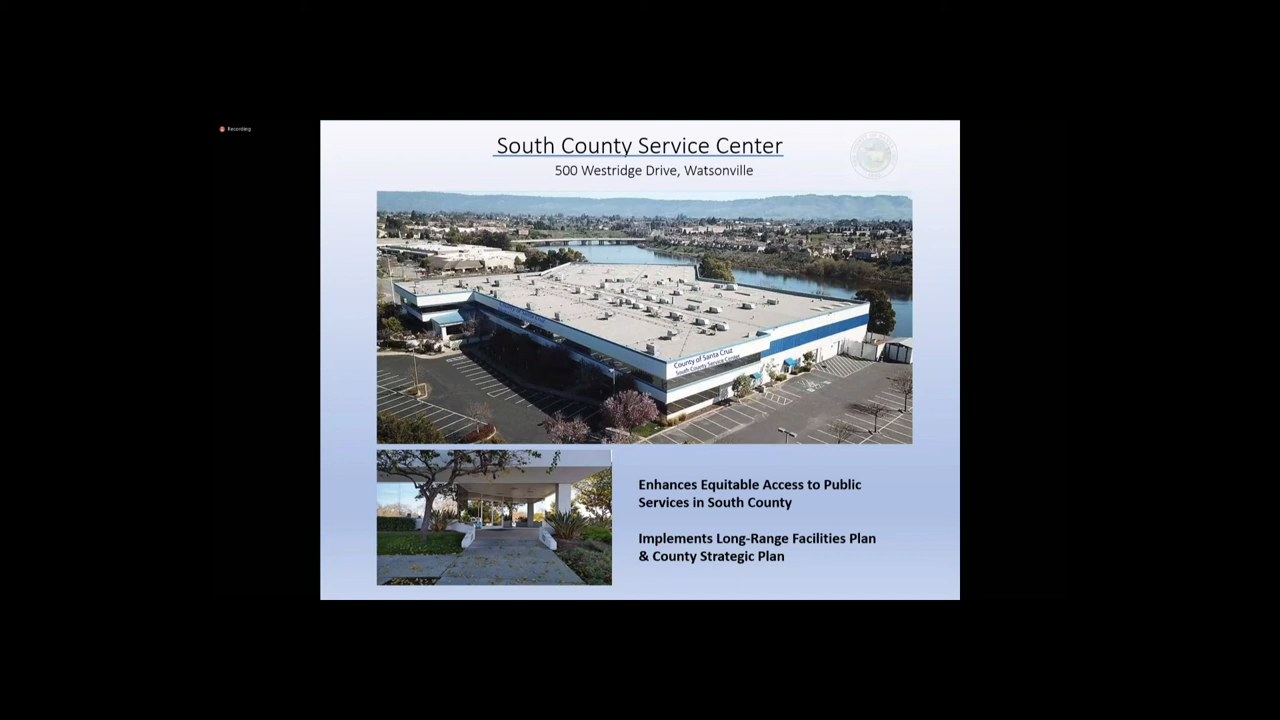 Recording
South County Service Center
500 Westridge Drive, Watsonville
County of Santa Cruz
South County Service Center
Enhances Equitable Access to Public
Services in South County
Implements Long-Range Facilities Plan
& County Strategic Plan